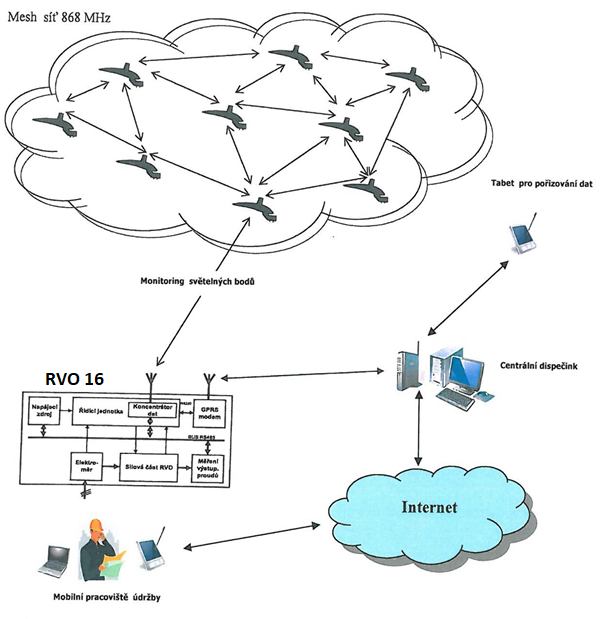 Mesh síť 868 MHz
Tabet pro pořizování dat
Monitoring světelných bodů
Centrální dispečink
RVO 16
Napájecí
zdroj
Řídicí jednotka
Koncentrátor
dat
GPRS
modem
BUS RS485
Elektro-
měr
Silová část RVO
Měření
výstup.
proudů
Internet
Mobilní pracoviště údržby